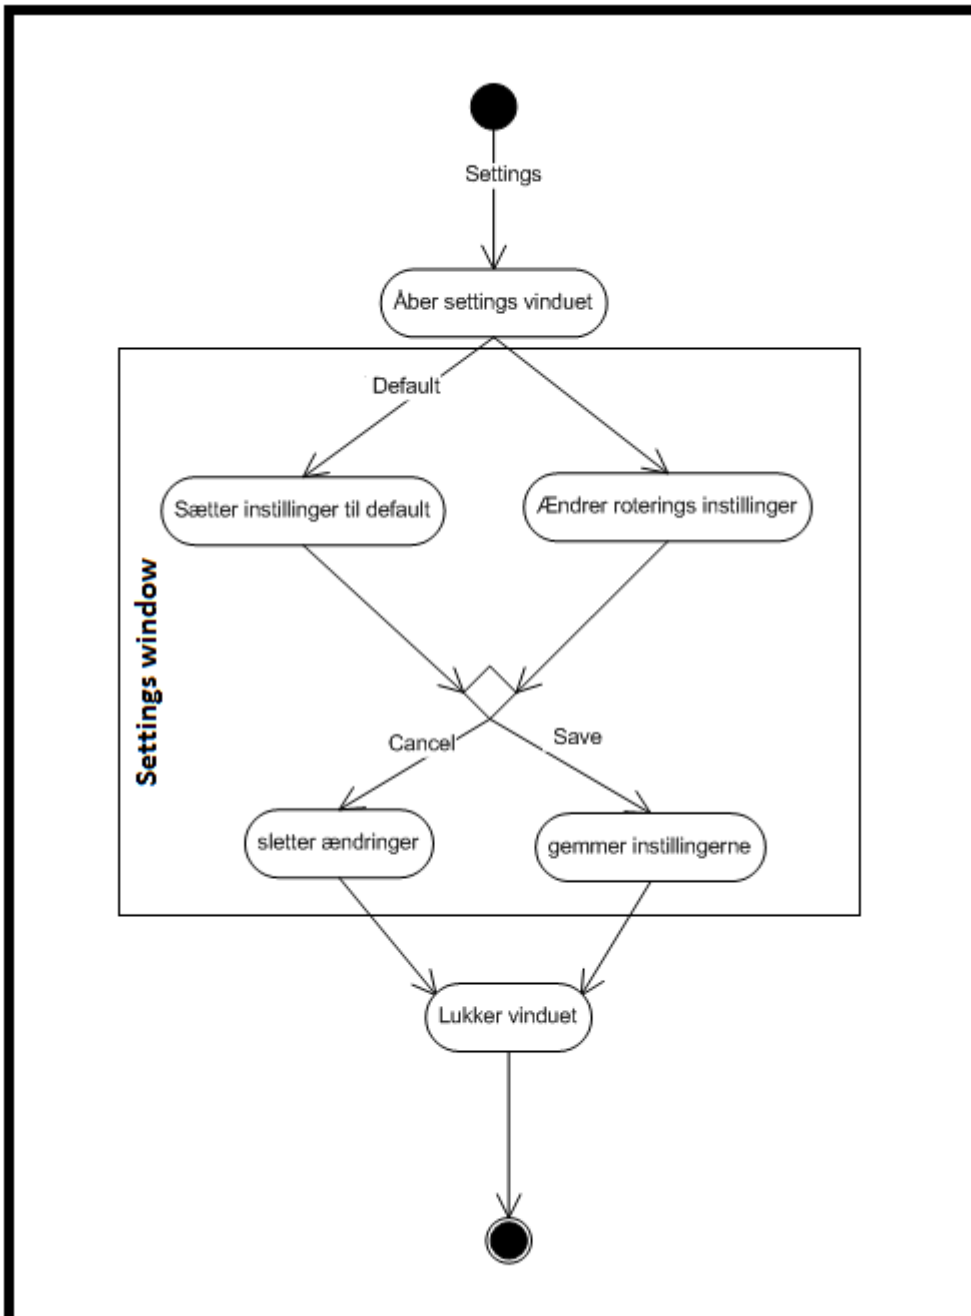 Settings
Åber settings vinduet
Default
Sætter instillinger til default
Ændrer roterings instillinger
Settings window
Cancel
Save
sletter ændringer
gemmer instillingerne
Lukker vinduet